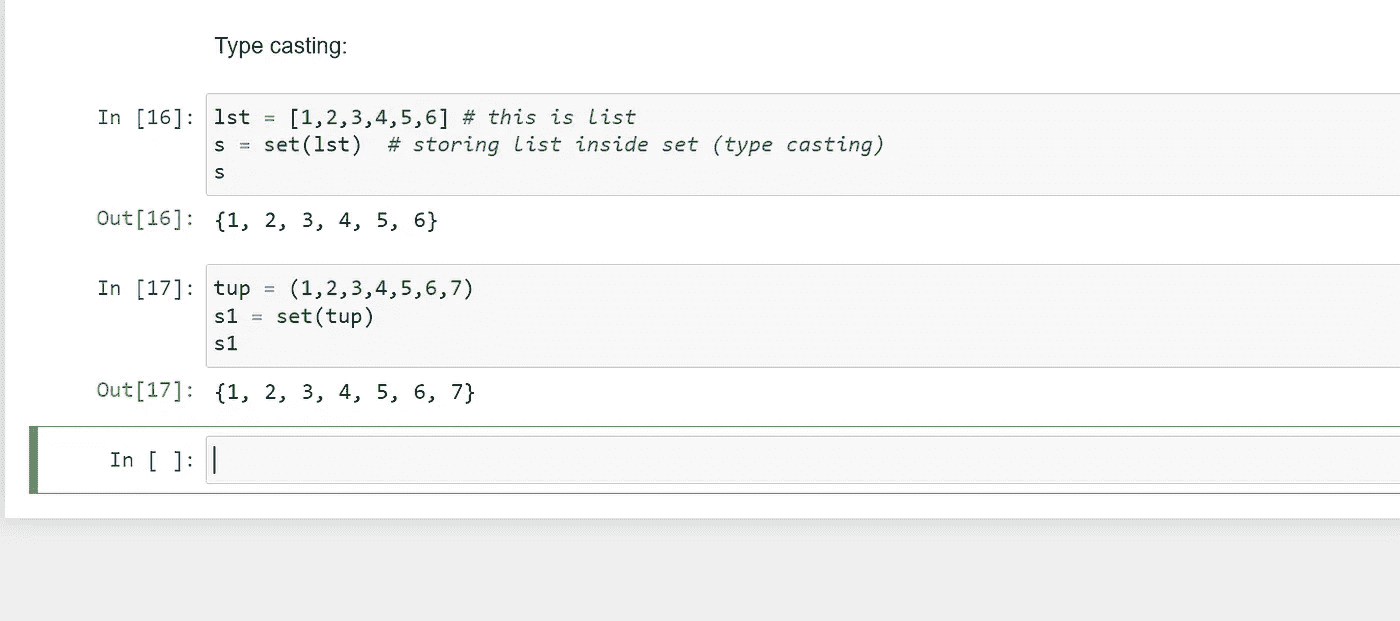 Type casting:
In [16]: lst = [1,2,3,4,5,6] # this is list
s = set(lst)  # storing list inside set (type casting)
s
Out[16]: {1, 2, 3, 4, 5, 6}
In [17]: tup = (1,2,3,4,5,6,7)
s1 = set(tup)
s1
Out[17]: {1, 2, 3, 4, 5, 6, 7}
In [ ]: